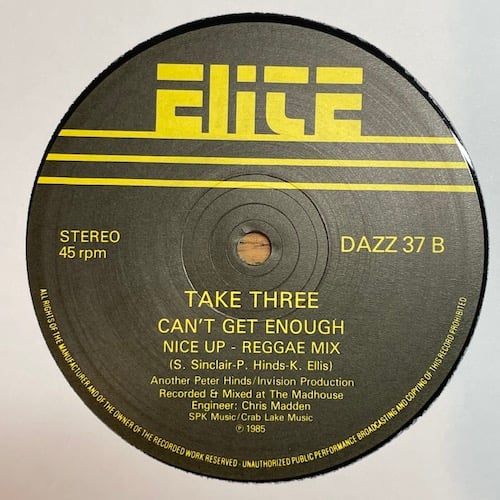 Elite
STEREO
45 rpm
DAZZ 37 B
TAKE THREE
CAN'T GET ENOUGH
NICE UP - REGGAE MIX
(S. Sinclair-P. Hinds-K. Ellis)
Another Peter Hinds/Invision Production
Recorded & Mixed at The Madhouse
Engineer: Chris Madden
SPK Music/Crab Lake Music
℗ 1985
ALL RIGHTS OF THE MANUFACTURER AND OF THE OWNER OF THE RECORDED WORK RESERVED - UNAUTHORIZED PUBLIC PERFORMANCE BROADCASTING AND COPYING OF THIS RECORD PROHIBITED